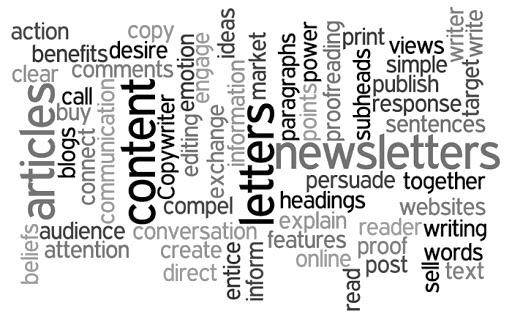 action
copy
ideas
benefits
desire
emotion
engage
market
clear
comments
paragraphs
power
print
views
writer
write
simple
publish
target
response
sentences
articles
call
buy
blogs
connect
communication
content
Copywriter
editing
exchange
information
letters
points
proofreading
subheads
newsletters
persuade
together
compel
headings
websites
beliefs
audience
attention
conversation
create
direct
entice
inform
explain
features
online
reader
writing
proof
post
words
read
sell
text